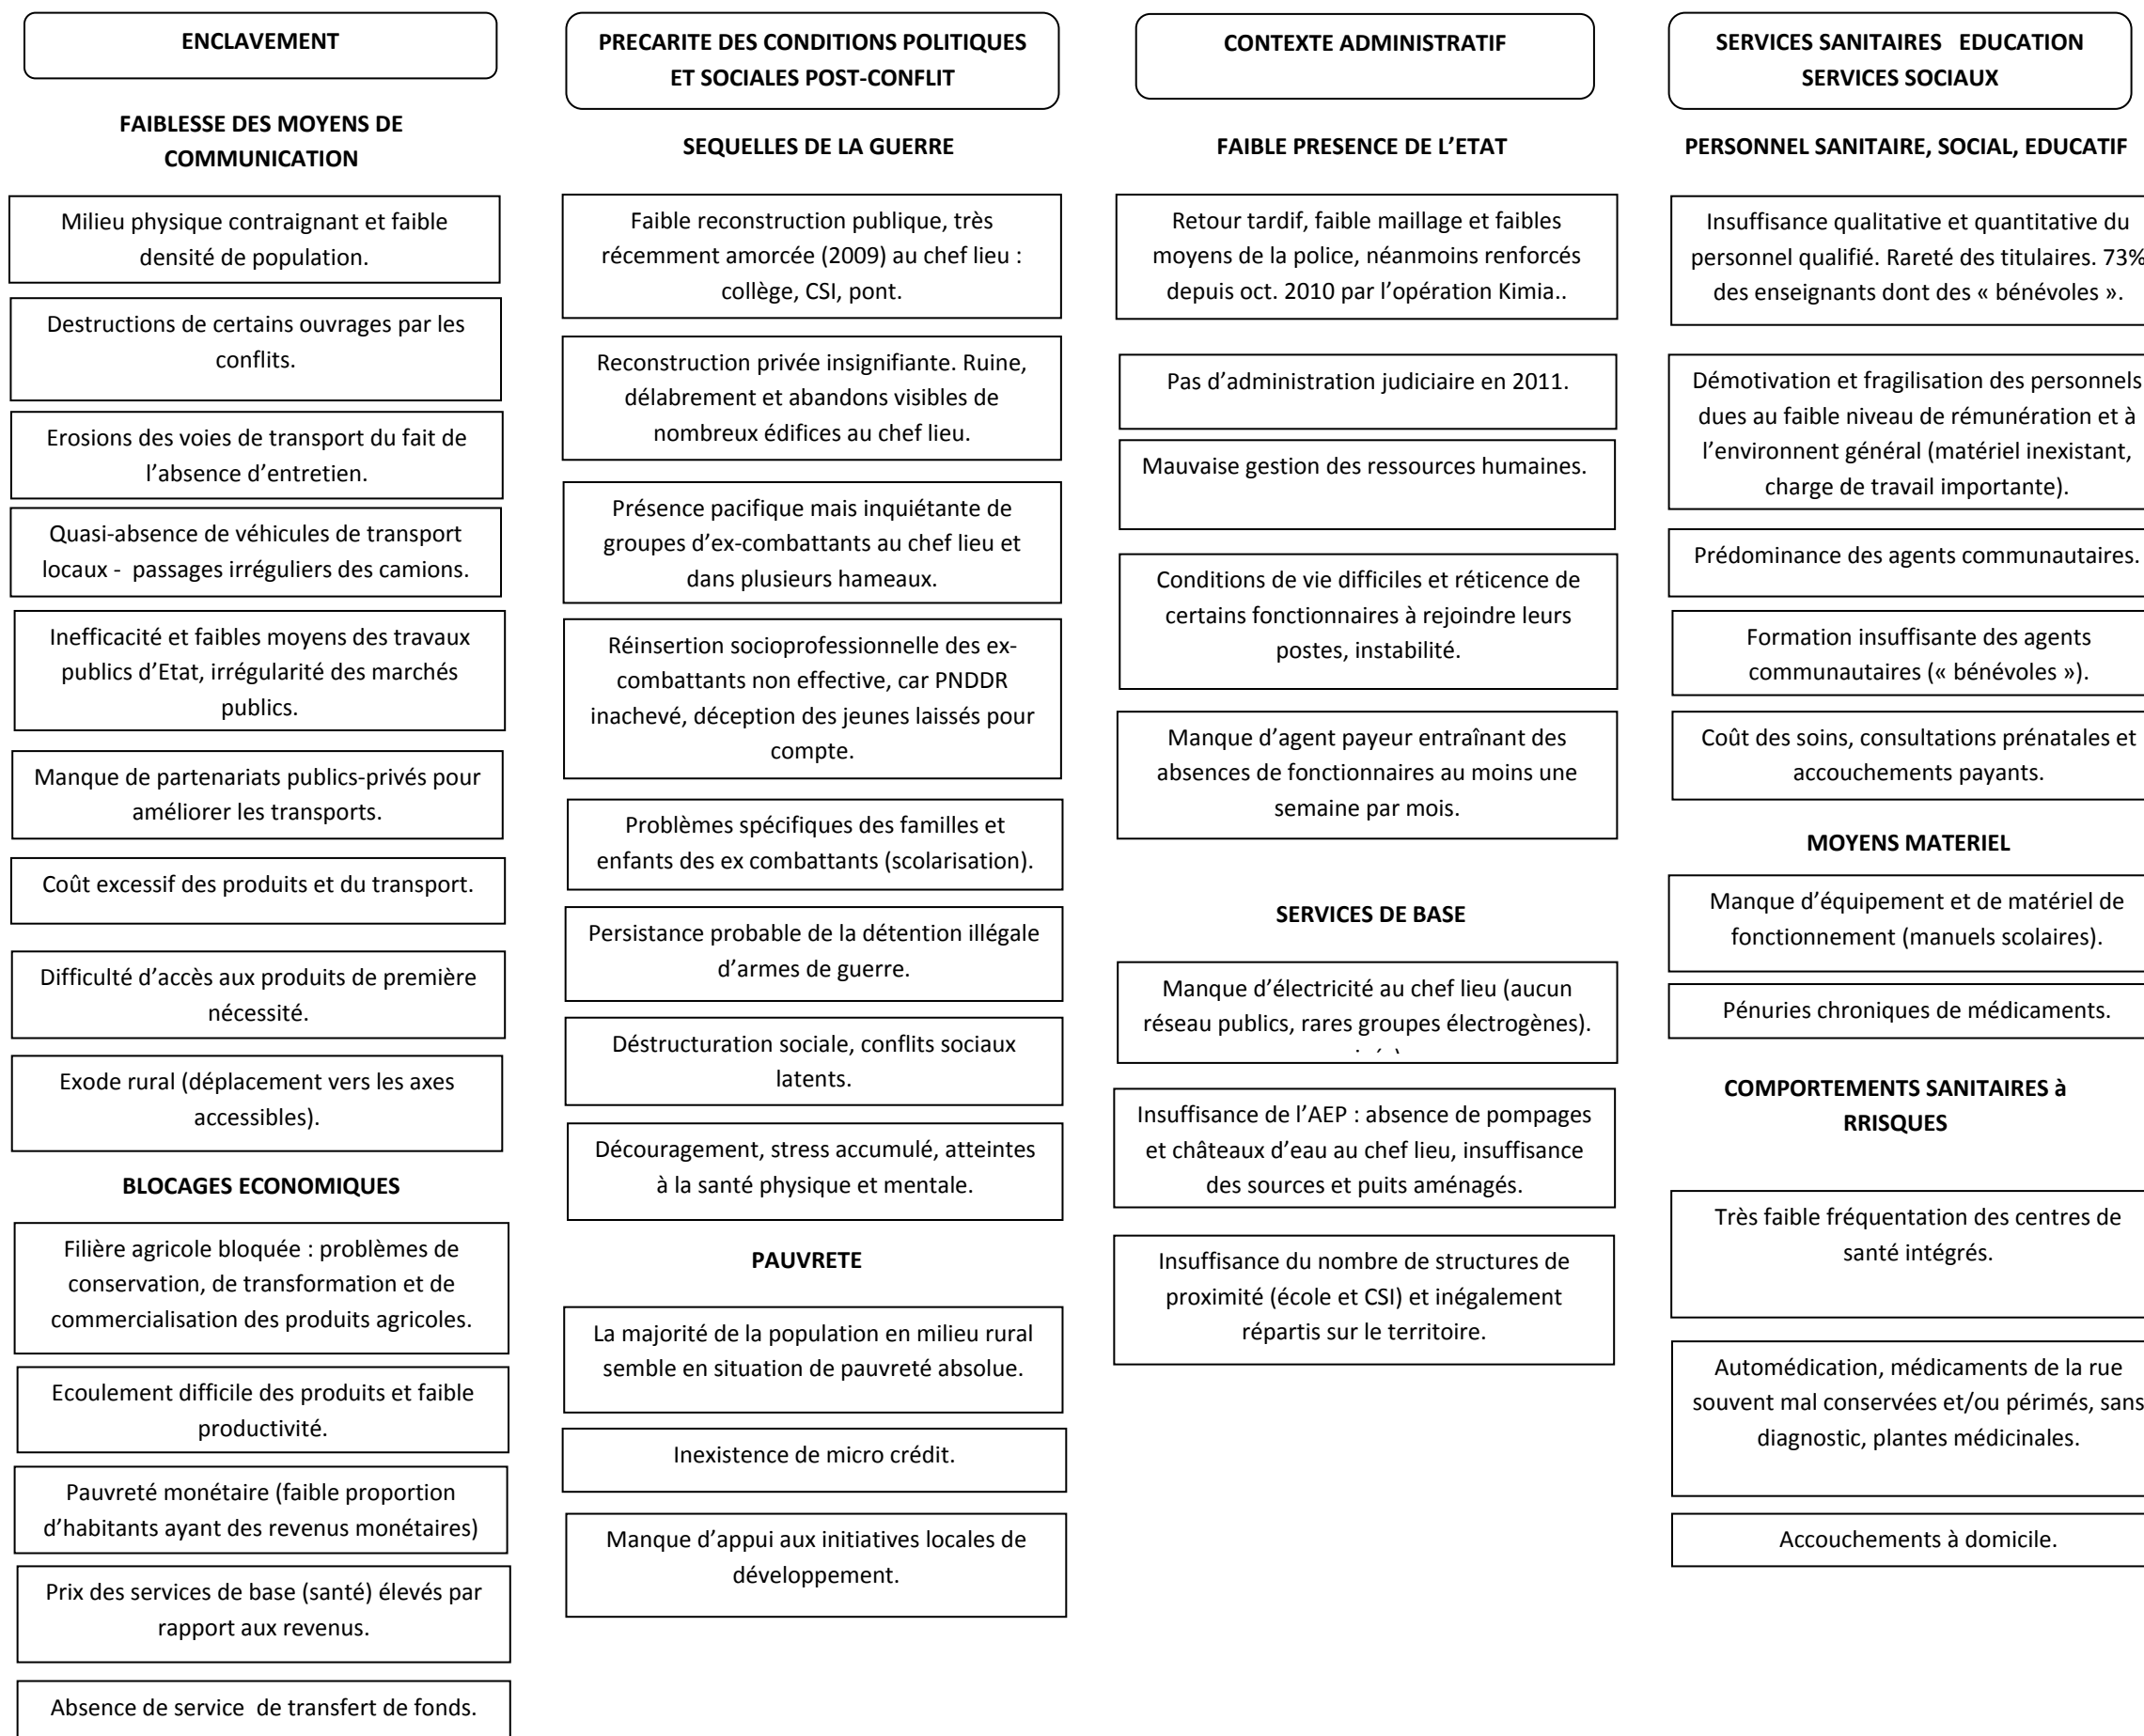 ENCLAVEMENT
FAIBLESSE DES MOYENS DE
COMMUNICATION
Milieu physique contraignant et faible
densité de population.
Destructions de certains ouvrages par les
conflits.
Erosions des voies de transport du fait de
l’absence d’entretien.
Quasi-absence de véhicules de transport
locaux -  passages irréguliers des camions.
Inefficacité et faibles moyens des travaux
publics d’Etat, irrégularité des marchés
publics.
Manque de partenariats publics-privés pour
améliorer les transports.
Coût excessif des produits et du transport.
Difficulté d’accès aux produits de première
nécessité.
Exode rural (déplacement vers les axes
accessibles).
BLOCAGES ECONOMIQUES
Filière agricole bloquée : problèmes de
conservation, de transformation et de
commercialisation des produits agricoles.
Ecoulement difficile des produits et faible
productivité.
Pauvreté monétaire (faible proportion
d’habitants ayant des revenus monétaires)
Prix des services de base (santé) élevés par
rapport aux revenus.
Absence de service  de transfert de fonds.
PRECARITE DES CONDITIONS POLITIQUES
ET SOCIALES POST-CONFLIT
SEQUELLES DE LA GUERRE
Faible reconstruction publique, très
récemment amorcée (2009) au chef lieu :
collège, CSI, pont.
Reconstruction privée insignifiante. Ruine,
délabrement et abandons visibles de
nombreux édifices au chef lieu.
Présence pacifique mais inquiétante de
groupes d’ex-combattants au chef lieu et
dans plusieurs hameaux.
Réinsertion socioprofessionnelle des ex-
combattants non effective, car PNDDR
inachevé, déception des jeunes laissés pour
compte.
Problèmes spécifiques des familles et
enfants des ex combattants (scolarisation).
Persistance probable de la détention illégale
d’armes de guerre.
Déstructuration sociale, conflits sociaux
latents.
Découragement, stress accumulé, atteintes
à la santé physique et mentale.
PAUVRETE
La majorité de la population en milieu rural
semble en situation de pauvreté absolue.
Inexistence de micro crédit.
Manque d’appui aux initiatives locales de
développement.
CONTEXTE ADMINISTRATIF
FAIBLE PRESENCE DE L’ETAT
Retour tardif, faible maillage et faibles
moyens de la police, néanmoins renforcés
depuis oct. 2010 par l’opération Kimia..
Pas d’administration judiciaire en 2011.
Mauvaise gestion des ressources humaines.
Conditions de vie difficiles et réticence de
certains fonctionnaires à rejoindre leurs
postes, instabilité.
Manque d’agent payeur entraînant des
absences de fonctionnaires au moins une
semaine par mois.
SERVICES DE BASE
Manque d’électricité au chef lieu (aucun
réseau publics, rares groupes électrogènes).
Insuffisance de l’AEP : absence de pompages
et châteaux d’eau au chef lieu, insuffisance
des sources et puits aménagés.
Insuffisance du nombre de structures de
proximité (école et CSI) et inégalement
répartis sur le territoire.
SERVICES SANITAIRES   EDUCATION
SERVICES SOCIAUX
PERSONNEL SANITAIRE, SOCIAL, EDUCATIF
Insuffisance qualitative et quantitative du
personnel qualifié. Rareté des titulaires. 73%
des enseignants dont des « bénévoles ».
Démotivation et fragilisation des personnels
dues au faible niveau de rémunération et à
l’environnent général (matériel inexistant,
charge de travail importante).
Prédominance des agents communautaires.
Formation insuffisante des agents
communautaires (« bénévoles »).
Coût des soins, consultations prénatales et
accouchements payants.
MOYENS MATERIEL
Manque d’équipement et de matériel de
fonctionnement (manuels scolaires).
Pénuries chroniques de médicaments.
COMPORTEMENTS SANITAIRES à
RRISQUES
Très faible fréquentation des centres de
santé intégrés.
Automédication, médicaments de la rue
souvent mal conservées et/ou périmés, sans
diagnostic, plantes médicinales.
Accouchements à domicile.